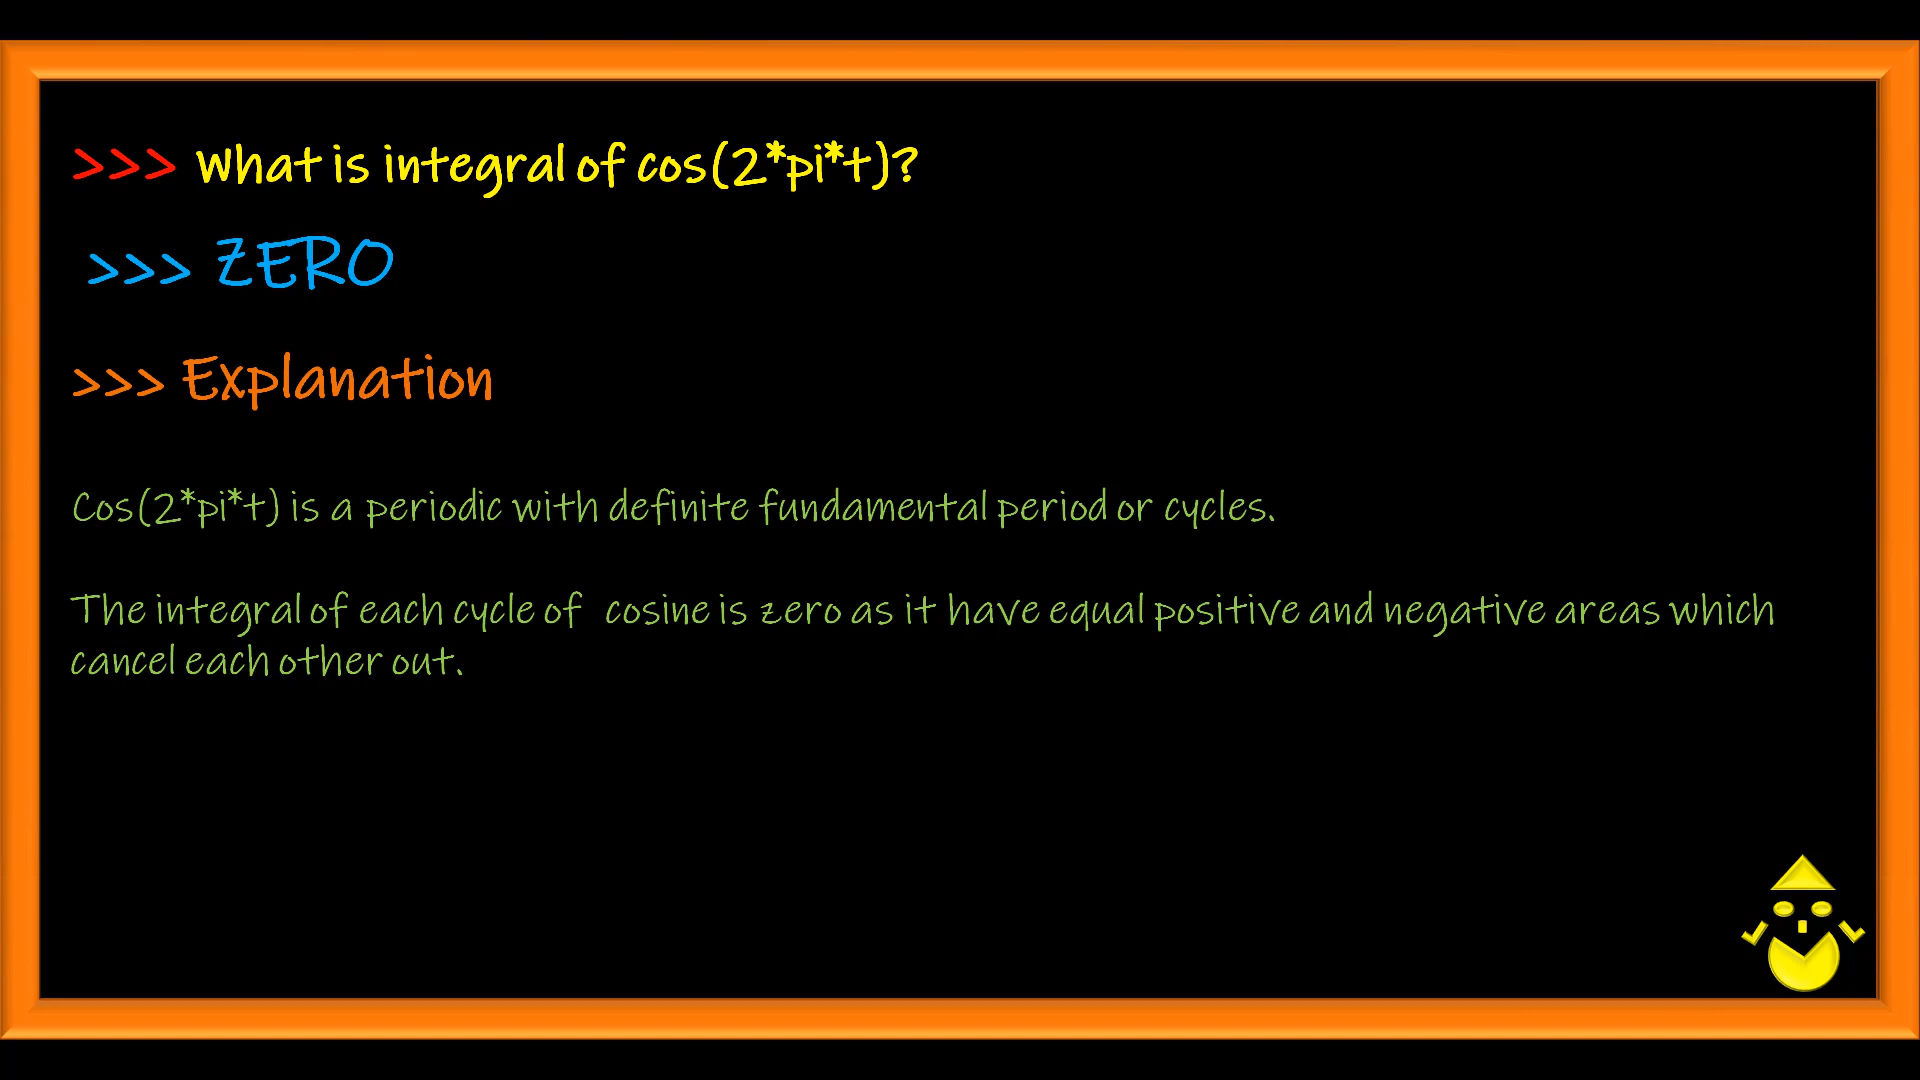 >>> What is integral of cos(2*pi*t)?
>>> ZERO
>>> Explanation
Cos(2*pi*t) is a periodic with definite fundamental period or cycles.
The integral of each cycle of cosine is zero as it have equal positive and negative areas which
cancel each other out.